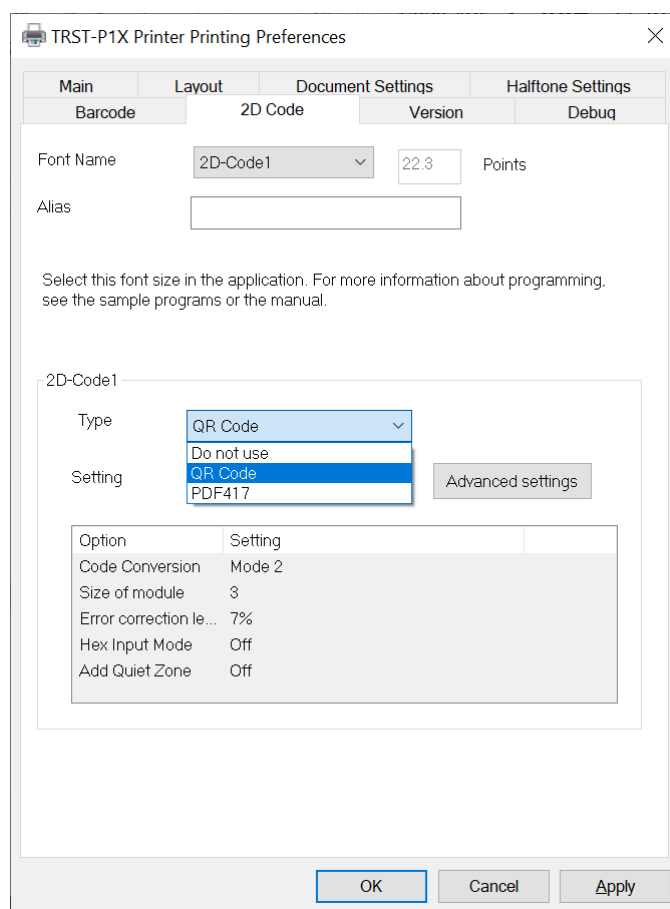 TRST-P1X Printer Printing Preferences
Main Layout Document Settings Halftone Settings
Barcode 2D Code Version Debug
Font Name 2D-Code1 22.3 Points
Alias
Select this font size in the application. For more information about programming,
see the sample programs or the manual.
2D-Code1
Type QR Code
Do not use
Setting QR Code Advanced settings
PDF417
Option Setting
Code Conversion Mode 2
Size of module 3
Error correction le... 7%
Hex Input Mode Off
Add Quiet Zone Off
OK Cancel Apply